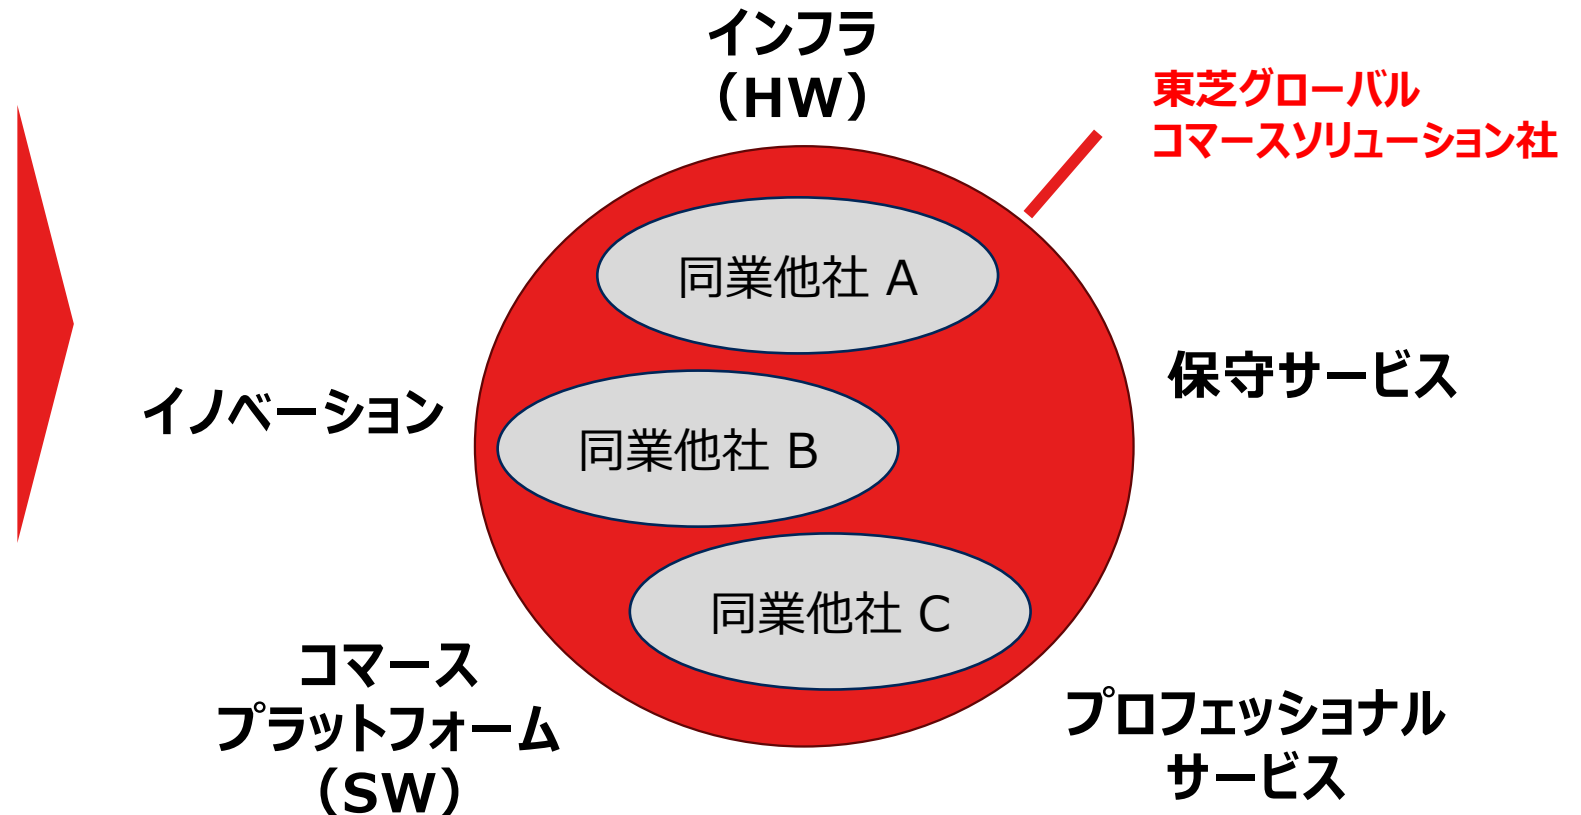 インフラ
（HW）
東芝グローバル
コマースソリューション社
同業他社 A
保守サービス
イノベーション
同業他社 B
同業他社 C
コマース
プラットフォーム
（SW）
プロフェッショナル
サービス